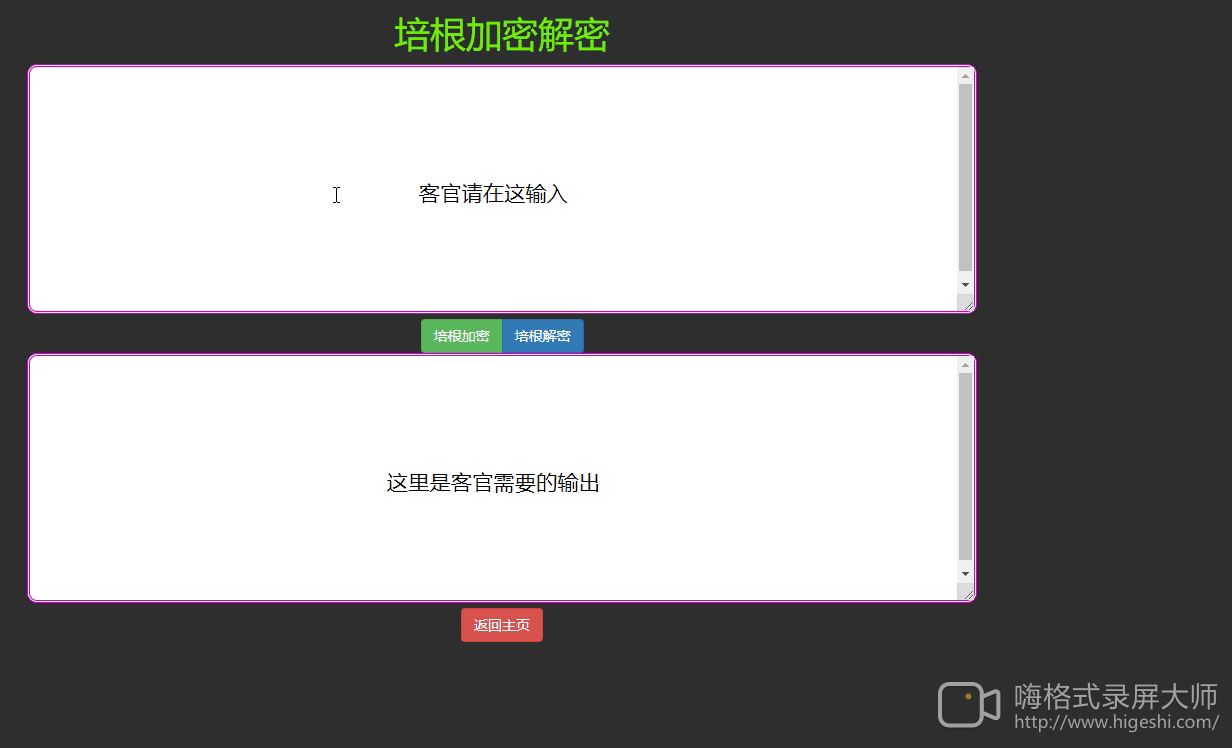 培根加密解密
客官请在这输入
培根加密 培根解密
这里是客官需要的输出
返回主页
嗨格式录屏大师
http://www.higeshi.com/